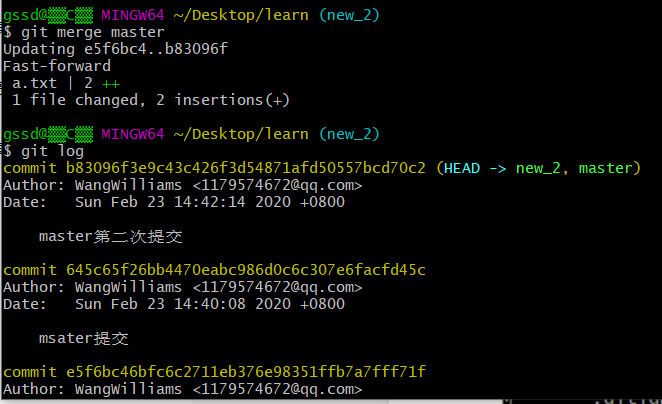 gssd@▒▒C▒▒ MINGW64 ~/Desktop/learn (new_2)
$ git merge master
Updating e5f6bc4..b83096f
Fast-forward
 a.txt | 2 ++
 1 file changed, 2 insertions(+)
gssd@▒▒C▒▒ MINGW64 ~/Desktop/learn (new_2)
$ git log
commit b83096f3e9c43c426f3d54871afd50557bcd70c2 (HEAD -> new_2, master)
Author: WangWilliams <1179574672@qq.com>
Date:   Sun Feb 23 14:42:14 2020 +0800
    master第二次提交
commit 645c65f26bb4470eabc986d0c6c307e6facfd45c
Author: WangWilliams <1179574672@qq.com>
Date:   Sun Feb 23 14:40:08 2020 +0800
    msater提交
commit e5f6bc46bfc6c2711eb376e98351ffb7a7fff71f
Author: WangWilliams <1179574672@qq.com>